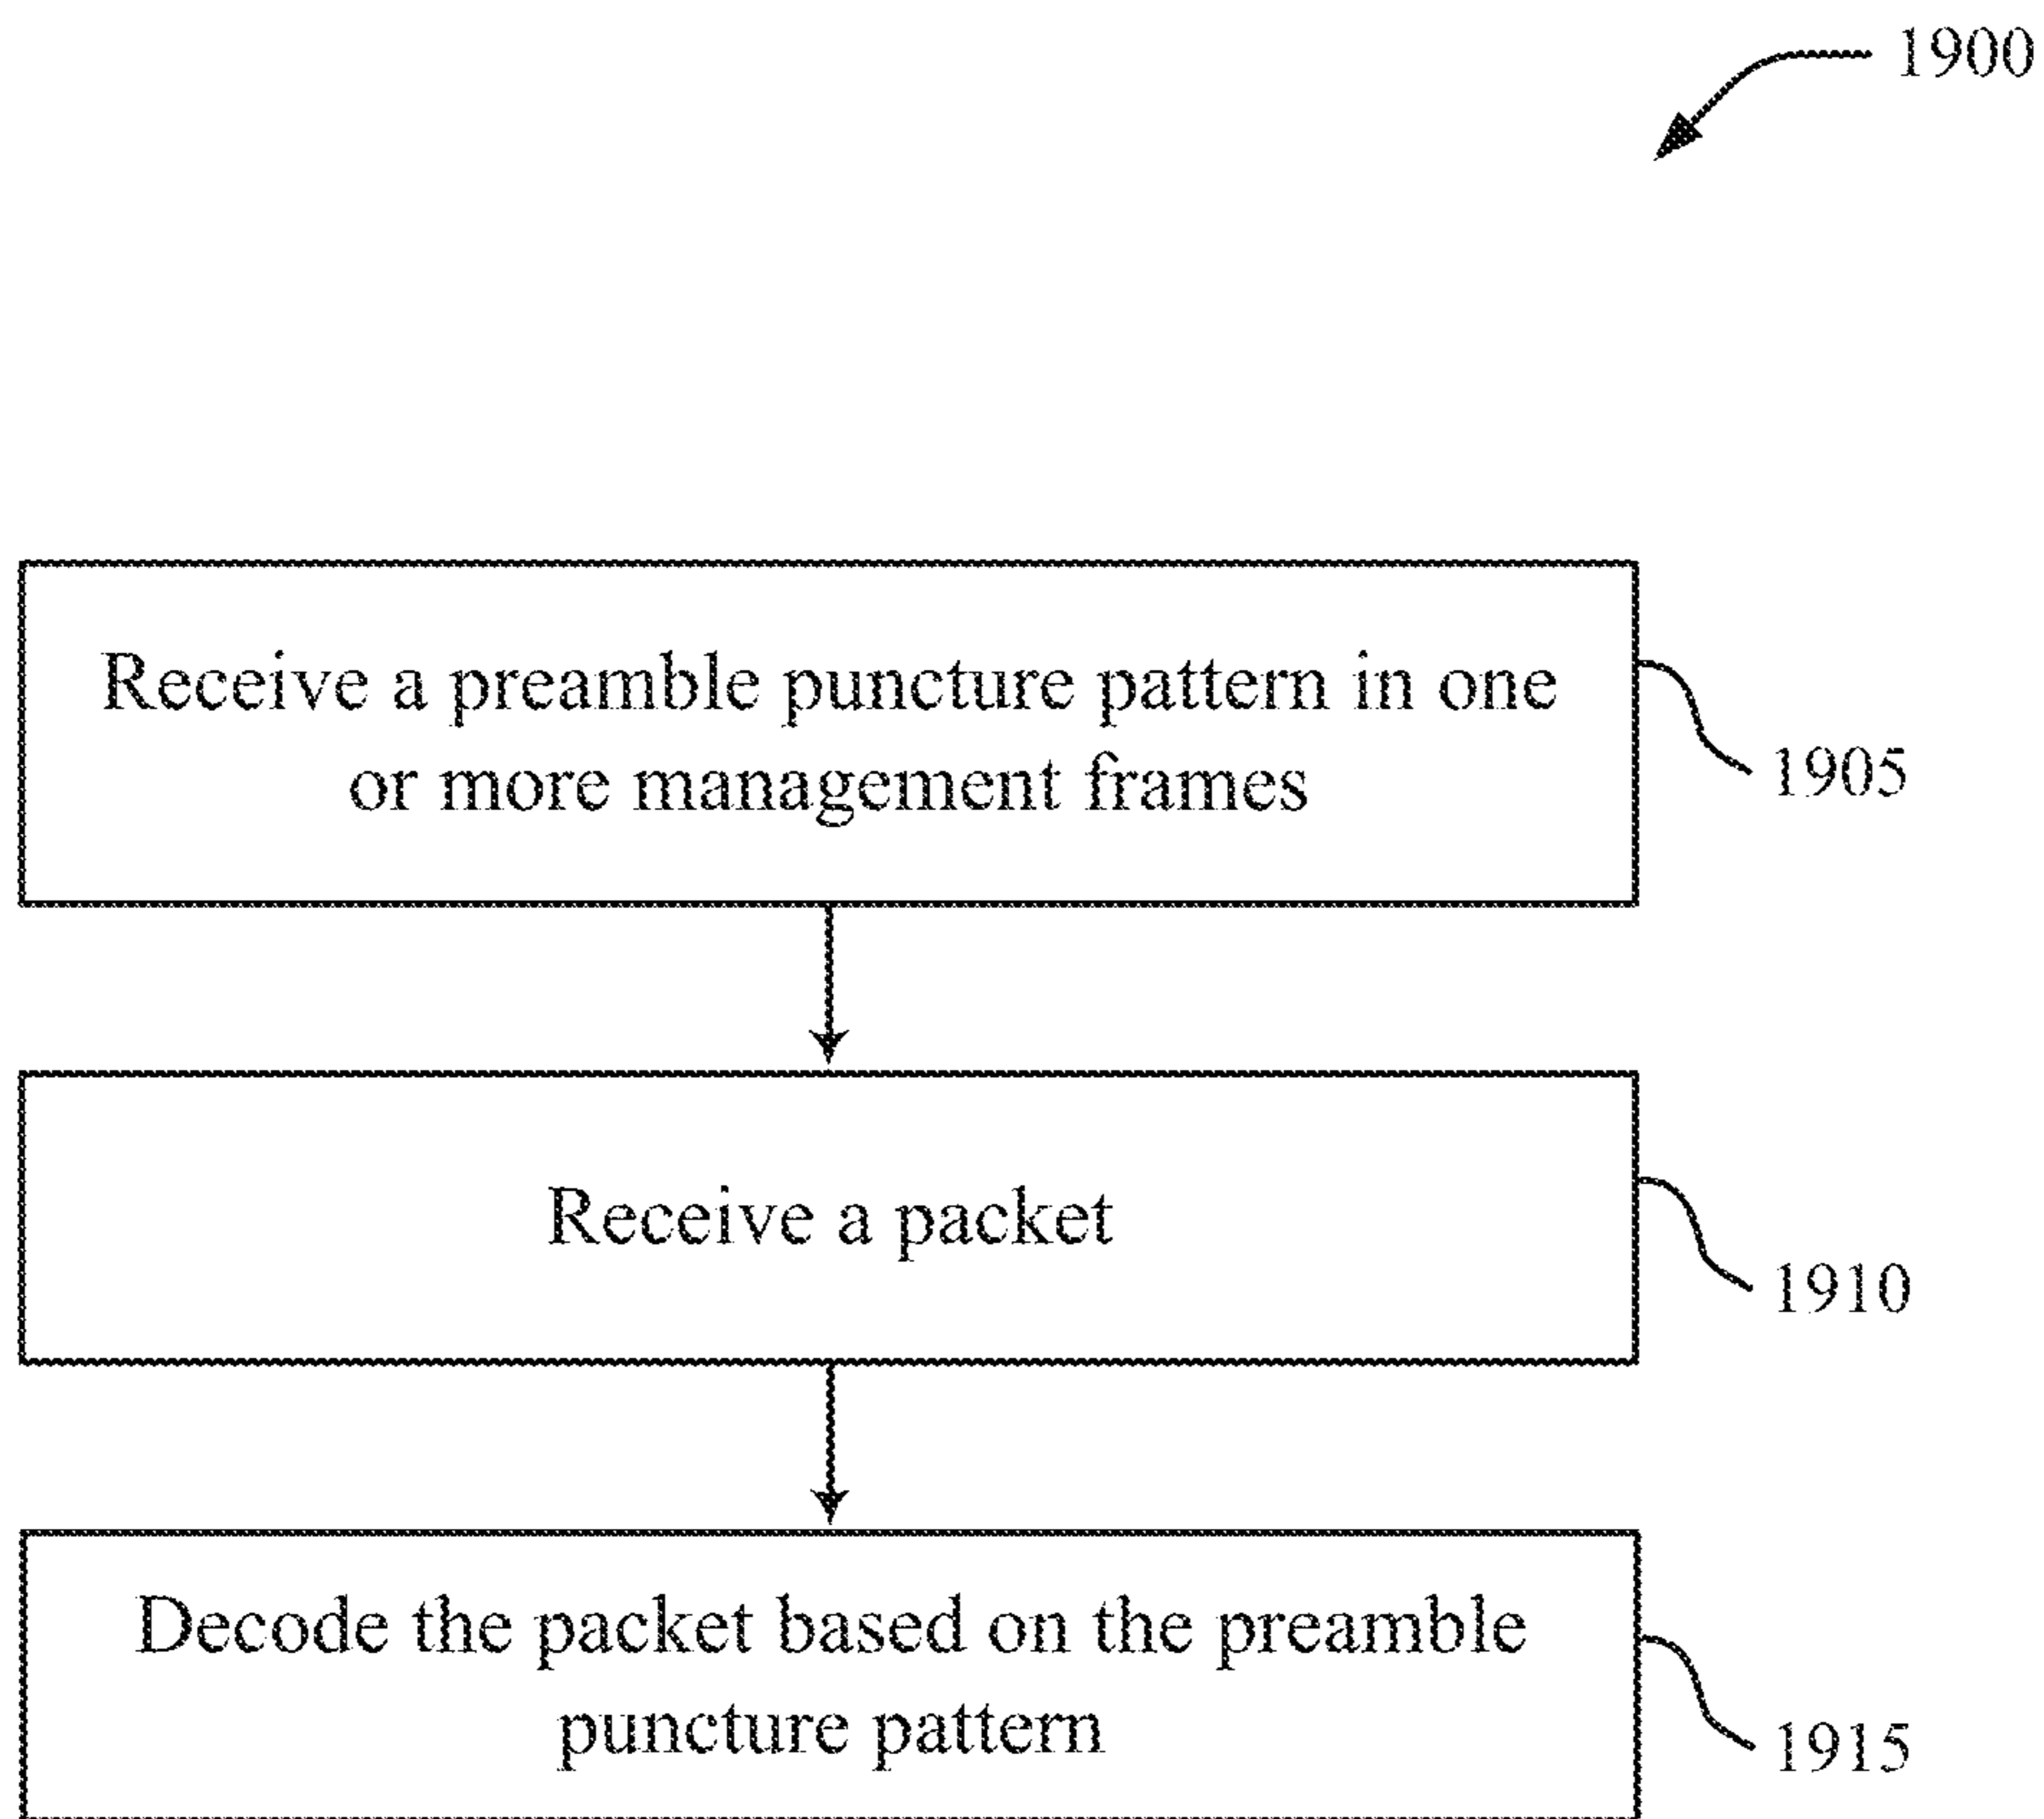 1900
Receive a preamble puncture pattern in one
or more management frames
1905
Receive a packet
1910
Decode the packet based on the preamble
puncture pattern
1915